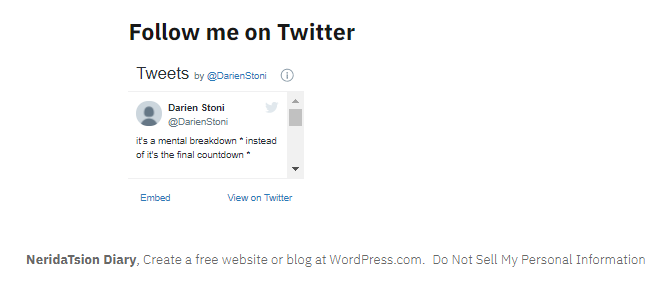 Follow me on Twitter
Tweets by @DarienStoni
Darien Stoni
@DarienStoni
it's a mental breakdown * instead
of it's the final countdown *
Embed View on Twitter
NeridaTsion Diary, Create a free website or blog at WordPress.com. Do Not Sell My Personal Information